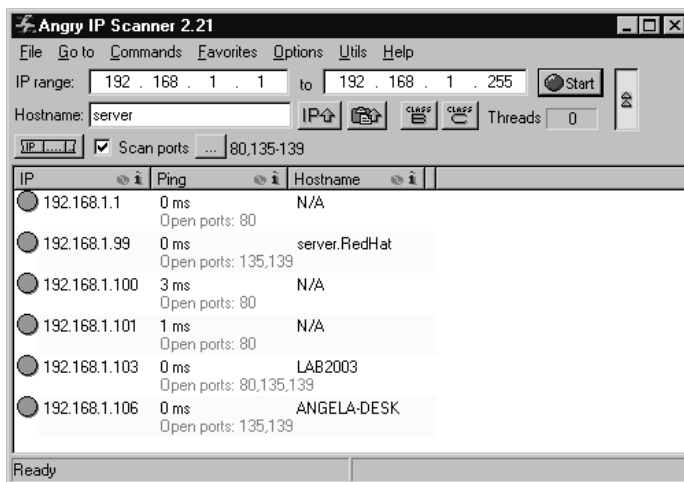 Angry IP Scanner 2.21
File Go to Commands Favorites Options Utils Help
IP range: 192 . 168 . 1 . 1 to 192 . 168 . 1 . 255 Start
Hostname: server IP CLASS B CLASS C Threads 0
IP Scan ports ... 80,135-139
IP Ping Hostname
192.168.1.1 0 ms N/A
Open ports: 80
192.168.1.99 0 ms server.RedHat
Open ports: 135,139
192.168.1.100 3 ms N/A
Open ports: 80
192.168.1.101 1 ms N/A
Open ports: 80
192.168.1.103 0 ms LAB2003
Open ports: 80,135,139
192.168.1.106 0 ms ANGELA-DESK
Open ports: 135,139
Ready